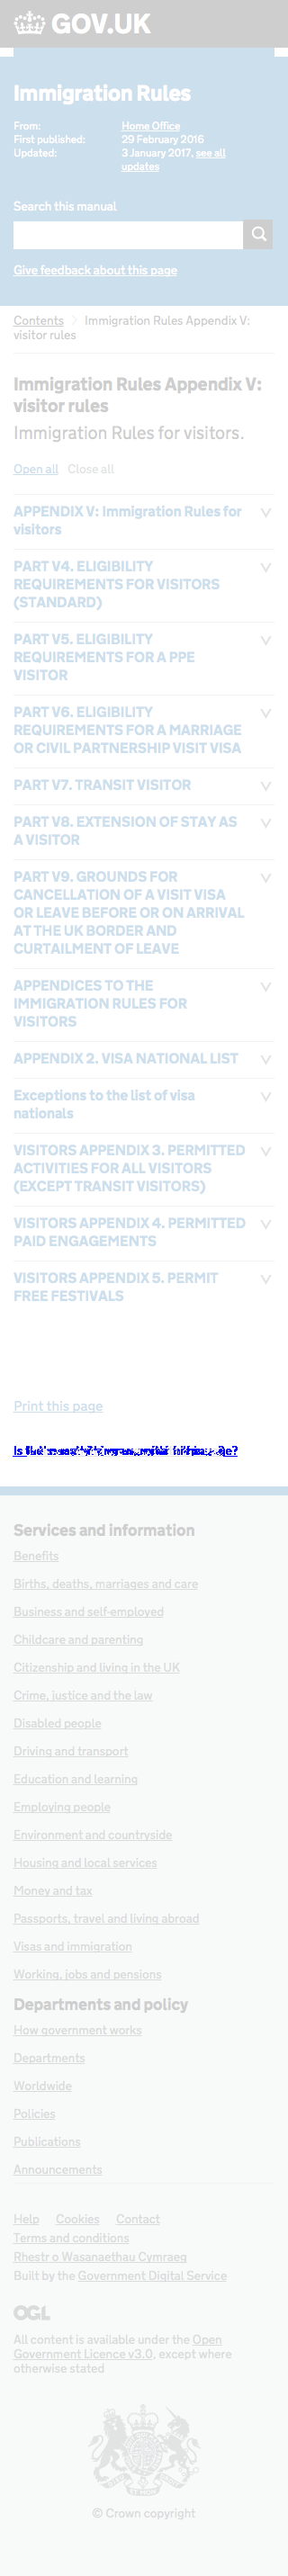 GOV.UK
Immigration Rules
From: Home Office
First published: 29 February 2016
Updated: 3 January 2017, see all
updates
Search this manual
Give feedback about this page
Contents Immigration Rules Appendix V:
visitor rules
Immigration Rules Appendix V:
visitor rules
Immigration Rules for visitors.
Open all Close all
APPENDIX V: Immigration Rules for
visitors
PART V4. ELIGIBILITY
REQUIREMENTS FOR VISITORS
(STANDARD)
PART V5. ELIGIBILITY
REQUIREMENTS FOR A PPE
VISITOR
PART V6. ELIGIBILITY
REQUIREMENTS FOR A MARRIAGE
OR CIVIL PARTNERSHIP VISIT VISA
PART V7. TRANSIT VISITOR
PART V8. EXTENSION OF STAY AS
A VISITOR
PART V9. GROUNDS FOR
CANCELLATION OF A VISIT VISA
OR LEAVE BEFORE OR ON ARRIVAL
AT THE UK BORDER AND
CURTAILMENT OF LEAVE
APPENDICES TO THE
IMMIGRATION RULES FOR
VISITORS
APPENDIX 2. VISA NATIONAL LIST
Exceptions to the list of visa
nationals
VISITORS APPENDIX 3. PERMITTED
ACTIVITIES FOR ALL VISITORS
(EXCEPT TRANSIT VISITORS)
VISITORS APPENDIX 4. PERMITTED
PAID ENGAGEMENTS
VISITORS APPENDIX 5. PERMIT
FREE FESTIVALS
Print this page
Services and information
Benefits
Births, deaths, marriages and care
Business and self-employed
Childcare and parenting
Citizenship and living in the UK
Crime, justice and the law
Disabled people
Driving and transport
Education and learning
Employing people
Environment and countryside
Housing and local services
Money and tax
Passports, travel and living abroad
Visas and immigration
Working, jobs and pensions
Departments and policy
How government works
Departments
Worldwide
Policies
Publications
Announcements
Help Cookies Contact
Terms and conditions
Rhestr o Wasanaethau Cymraeg
Built by the Government Digital Service
OGL
All content is available under the Open
Government Licence v3.0, except where
otherwise stated
© Crown copyright